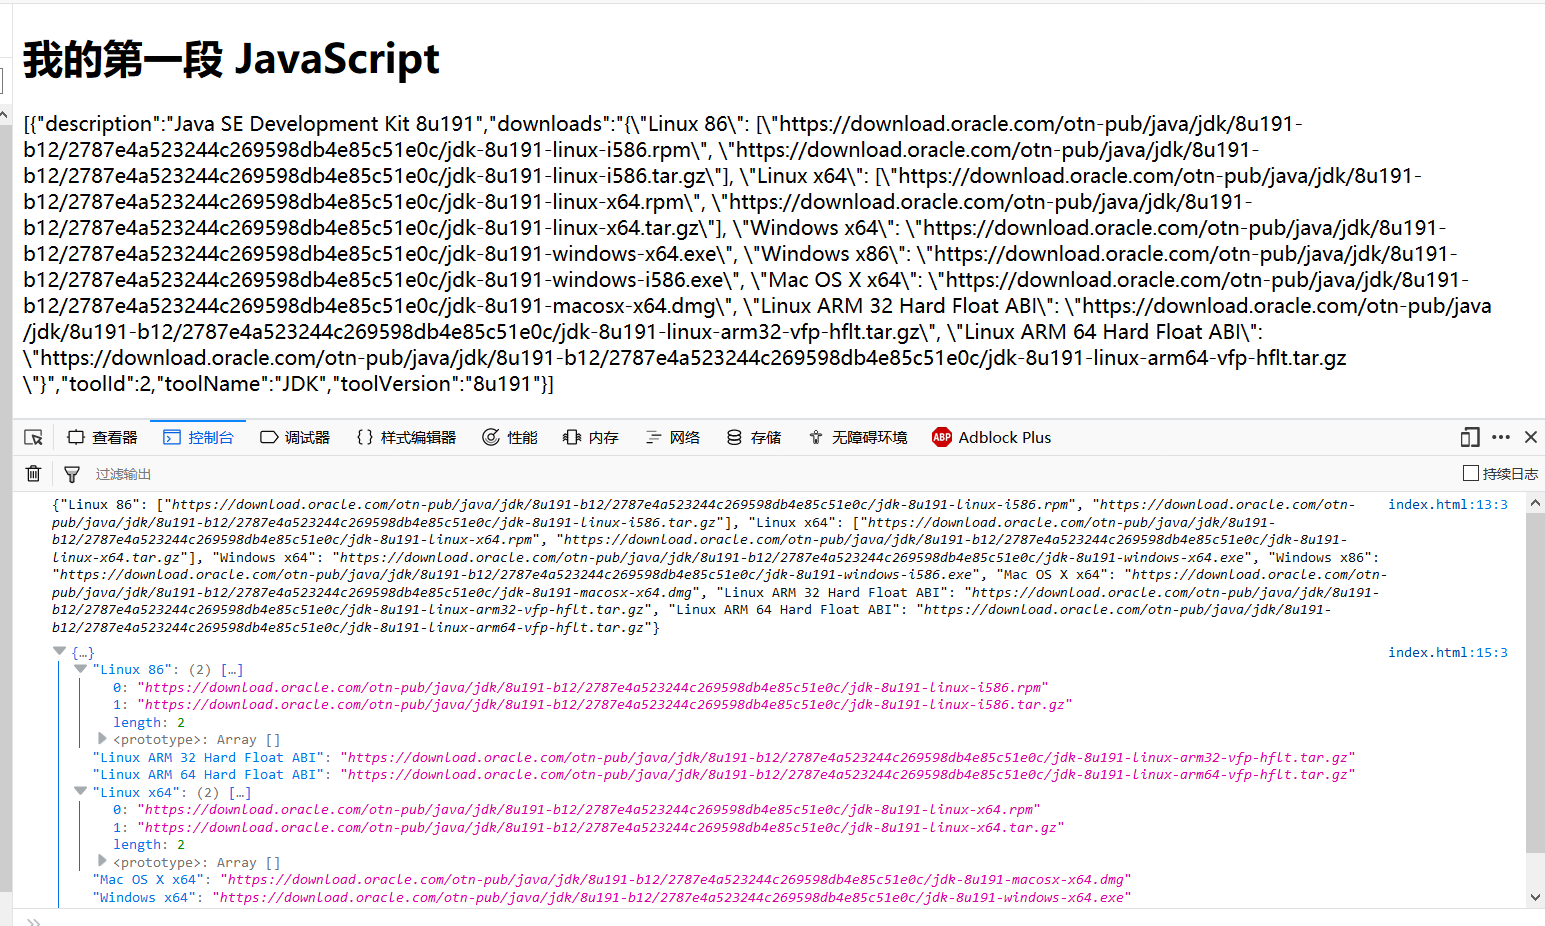 我的第一段 JavaScript
[{"description":"Java SE Development Kit 8u191","downloads":"{\"Linux 86\": [\"https://download.oracle.com/otn-pub/java/jdk/8u191-
b12/2787e4a523244c269598db4e85c51e0c/jdk-8u191-linux-i586.rpm\", \"https://download.oracle.com/otn-pub/java/jdk/8u191-
b12/2787e4a523244c269598db4e85c51e0c/jdk-8u191-linux-i586.tar.gz\"], \"Linux x64\": [\"https://download.oracle.com/otn-pub/java/jdk/8u191-
b12/2787e4a523244c269598db4e85c51e0c/jdk-8u191-linux-x64.rpm\", \"https://download.oracle.com/otn-pub/java/jdk/8u191-
b12/2787e4a523244c269598db4e85c51e0c/jdk-8u191-linux-x64.tar.gz\"], \"Windows x64\": \"https://download.oracle.com/otn-pub/java/jdk/8u191-
b12/2787e4a523244c269598db4e85c51e0c/jdk-8u191-windows-x64.exe\", \"Windows x86\": \"https://download.oracle.com/otn-pub/java/jdk/8u191-
b12/2787e4a523244c269598db4e85c51e0c/jdk-8u191-windows-i586.exe\", \"Mac OS X x64\": \"https://download.oracle.com/otn-pub/java/jdk/8u191-
b12/2787e4a523244c269598db4e85c51e0c/jdk-8u191-macosx-x64.dmg\", \"Linux ARM 32 Hard Float ABI\": \"https://download.oracle.com/otn-pub/java
/jdk/8u191-b12/2787e4a523244c269598db4e85c51e0c/jdk-8u191-linux-arm32-vfp-hflt.tar.gz\", \"Linux ARM 64 Hard Float ABI\":
\"https://download.oracle.com/otn-pub/java/jdk/8u191-b12/2787e4a523244c269598db4e85c51e0c/jdk-8u191-linux-arm64-vfp-hflt.tar.gz
\"}","toolId":2,"toolName":"JDK","toolVersion":"8u191"}]
查看器 控制台 调试器 {} 样式编辑器 性能 内存 网络 存储 无障碍环境 ABP Adblock Plus
过滤输出 持续日志
{"Linux 86": ["https://download.oracle.com/otn-pub/java/jdk/8u191-b12/2787e4a523244c269598db4e85c51e0c/jdk-8u191-linux-i586.rpm", "https://download.oracle.com/otn- index.html:13:3
pub/java/jdk/8u191-b12/2787e4a523244c269598db4e85c51e0c/jdk-8u191-linux-i586.tar.gz"], "Linux x64": ["https://download.oracle.com/otn-pub/java/jdk/8u191-
b12/2787e4a523244c269598db4e85c51e0c/jdk-8u191-linux-x64.rpm", "https://download.oracle.com/otn-pub/java/jdk/8u191-b12/2787e4a523244c269598db4e85c51e0c/jdk-8u191-
linux-x64.tar.gz"], "Windows x64": "https://download.oracle.com/otn-pub/java/jdk/8u191-b12/2787e4a523244c269598db4e85c51e0c/jdk-8u191-windows-x64.exe", "Windows x86":
"https://download.oracle.com/otn-pub/java/jdk/8u191-b12/2787e4a523244c269598db4e85c51e0c/jdk-8u191-windows-i586.exe", "Mac OS X x64": "https://download.oracle.com/otn-
pub/java/jdk/8u191-b12/2787e4a523244c269598db4e85c51e0c/jdk-8u191-macosx-x64.dmg", "Linux ARM 32 Hard Float ABI": "https://download.oracle.com/otn-pub/java/jdk/8u191-
b12/2787e4a523244c269598db4e85c51e0c/jdk-8u191-linux-arm32-vfp-hflt.tar.gz", "Linux ARM 64 Hard Float ABI": "https://download.oracle.com/otn-pub/java/jdk/8u191-
b12/2787e4a523244c269598db4e85c51e0c/jdk-8u191-linux-arm64-vfp-hflt.tar.gz"}
{…} index.html:15:3
"Linux 86": (2) […]
0: "https://download.oracle.com/otn-pub/java/jdk/8u191-b12/2787e4a523244c269598db4e85c51e0c/jdk-8u191-linux-i586.rpm"
1: "https://download.oracle.com/otn-pub/java/jdk/8u191-b12/2787e4a523244c269598db4e85c51e0c/jdk-8u191-linux-i586.tar.gz"
length: 2
<prototype>: Array []
"Linux ARM 32 Hard Float ABI": "https://download.oracle.com/otn-pub/java/jdk/8u191-b12/2787e4a523244c269598db4e85c51e0c/jdk-8u191-linux-arm32-vfp-hflt.tar.gz"
"Linux ARM 64 Hard Float ABI": "https://download.oracle.com/otn-pub/java/jdk/8u191-b12/2787e4a523244c269598db4e85c51e0c/jdk-8u191-linux-arm64-vfp-hflt.tar.gz"
"Linux x64": (2) […]
0: "https://download.oracle.com/otn-pub/java/jdk/8u191-b12/2787e4a523244c269598db4e85c51e0c/jdk-8u191-linux-x64.rpm"
1: "https://download.oracle.com/otn-pub/java/jdk/8u191-b12/2787e4a523244c269598db4e85c51e0c/jdk-8u191-linux-x64.tar.gz"
length: 2
<prototype>: Array []
"Mac OS X x64": "https://download.oracle.com/otn-pub/java/jdk/8u191-b12/2787e4a523244c269598db4e85c51e0c/jdk-8u191-macosx-x64.dmg"
"Windows x64": "https://download.oracle.com/otn-pub/java/jdk/8u191-b12/2787e4a523244c269598db4e85c51e0c/jdk-8u191-windows-x64.exe"